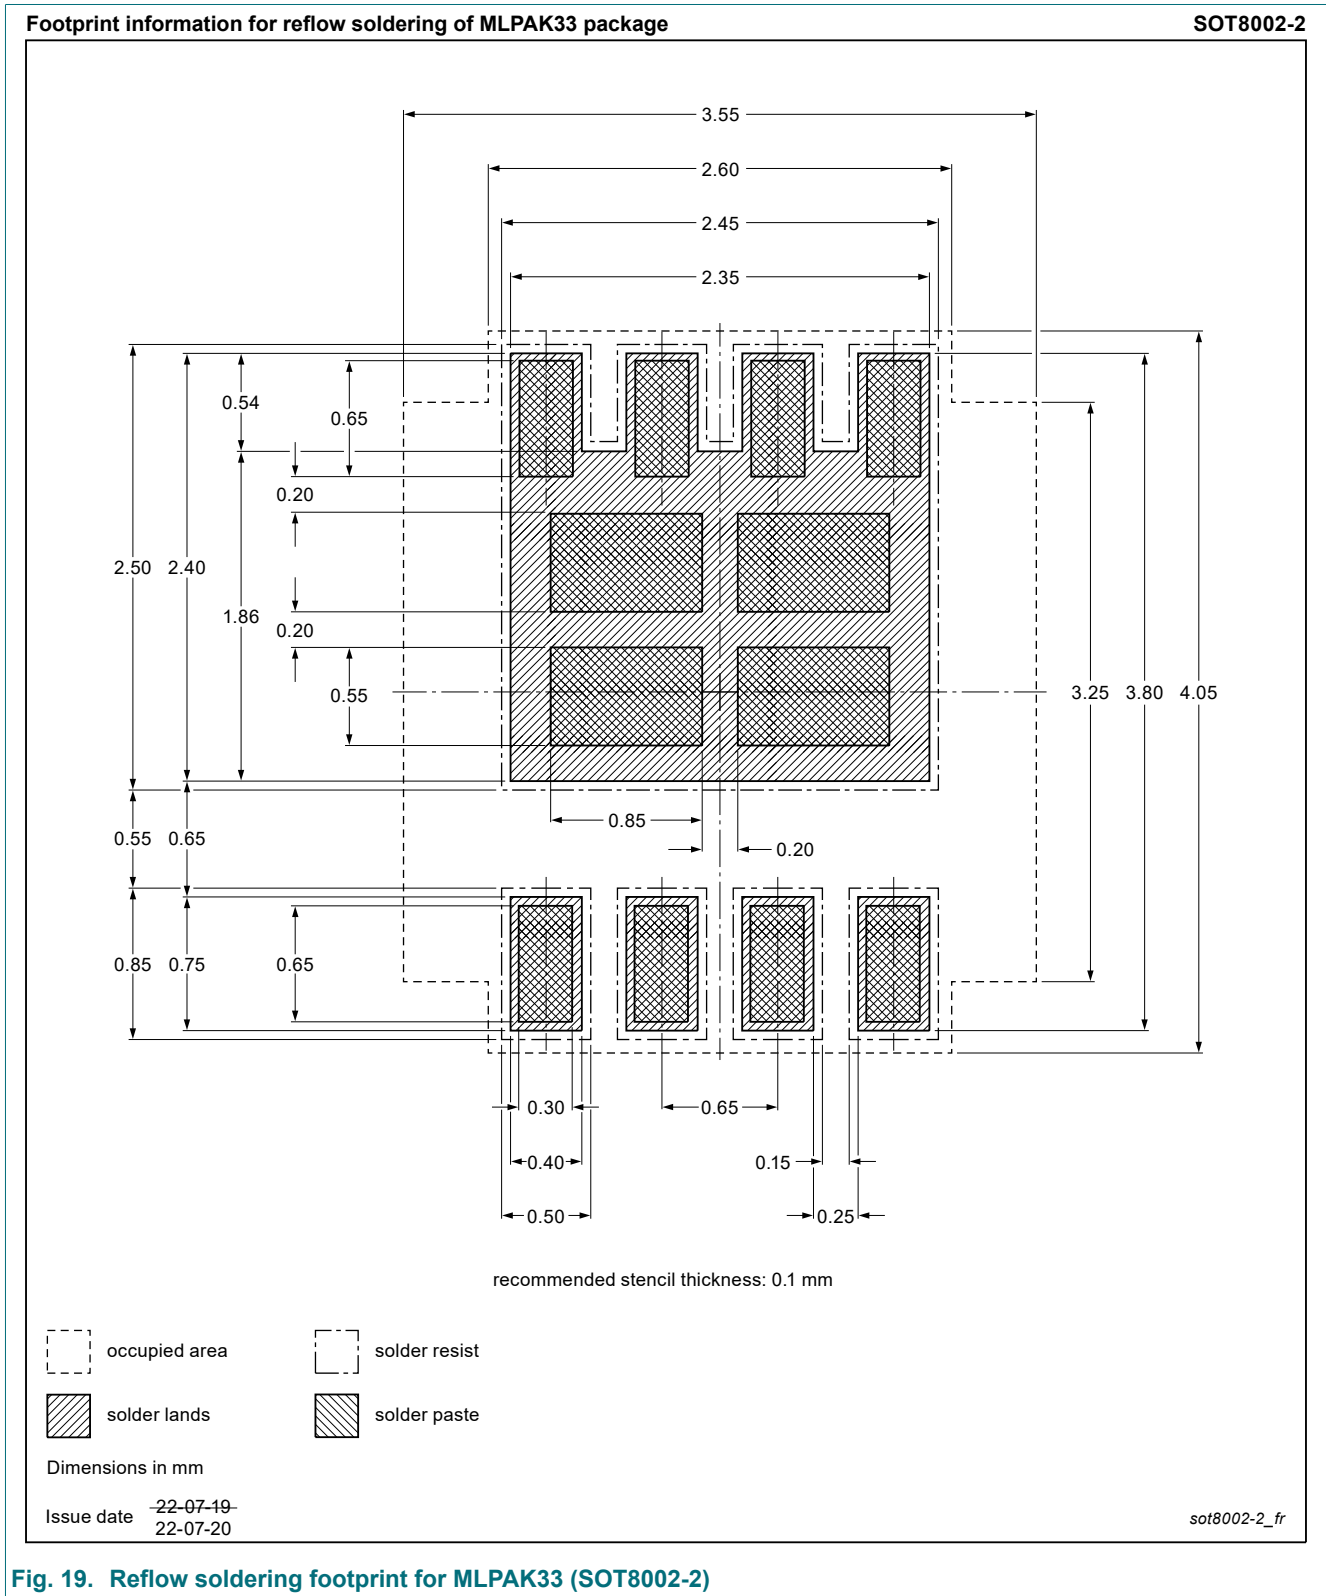 Footprint information for reflow soldering of MLPAK33 package SOT8002-2
3.55
2.60
2.45
2.35
0.54
0.65
0.20
2.50 2.40
1.86
0.20
0.55
3.25 3.80 4.05
0.85
0.20
0.55 0.65
0.85 0.75 0.65
0.30 0.65
0.40 0.15
0.50 0.25
recommended stencil thickness: 0.1 mm
occupied area solder resist
solder lands solder paste
Dimensions in mm
Issue date 22-07-19
22-07-20
sot8002-2_fr
Fig. 19. Reflow soldering footprint for MLPAK33 (SOT8002-2)